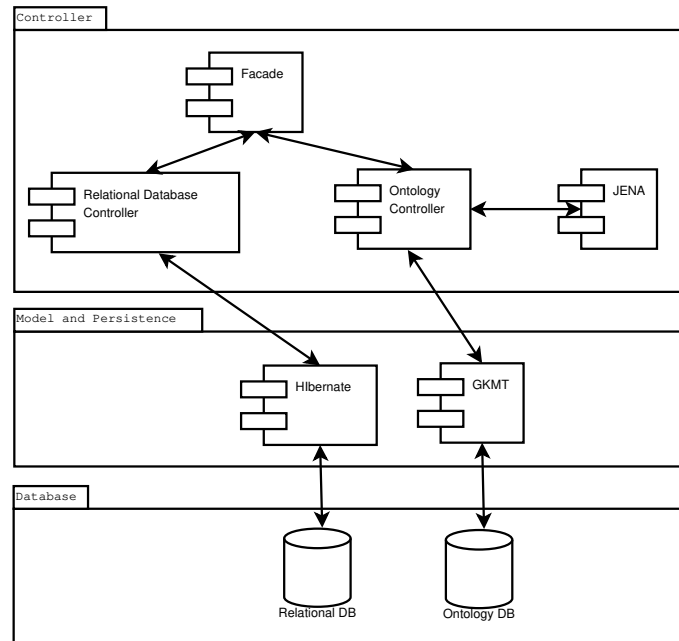 Controller
Facade
Relational Database
Controller
Ontology
Controller
JENA
Model and Persistence
HIbernate
GKMT
Database
Relational DB
Ontology DB